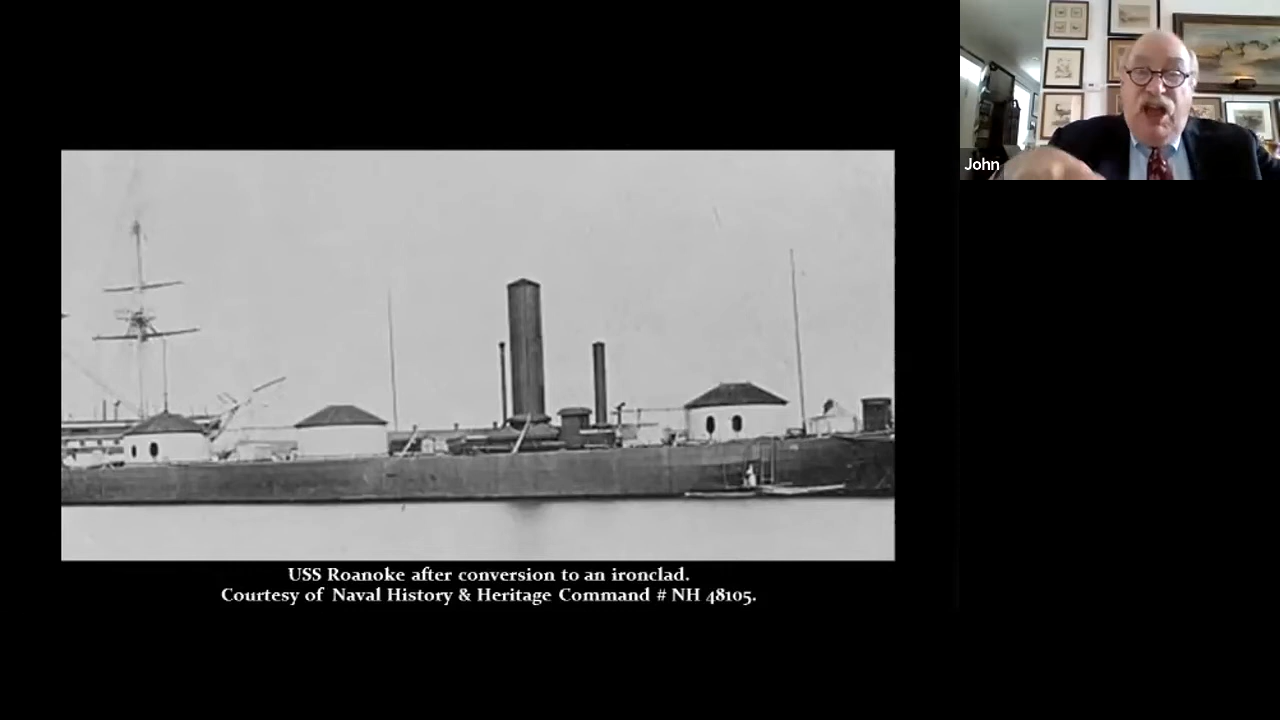 John
USS Roanoke after conversion to an ironclad.
Courtesy of Naval History & Heritage Command # NH 48105.